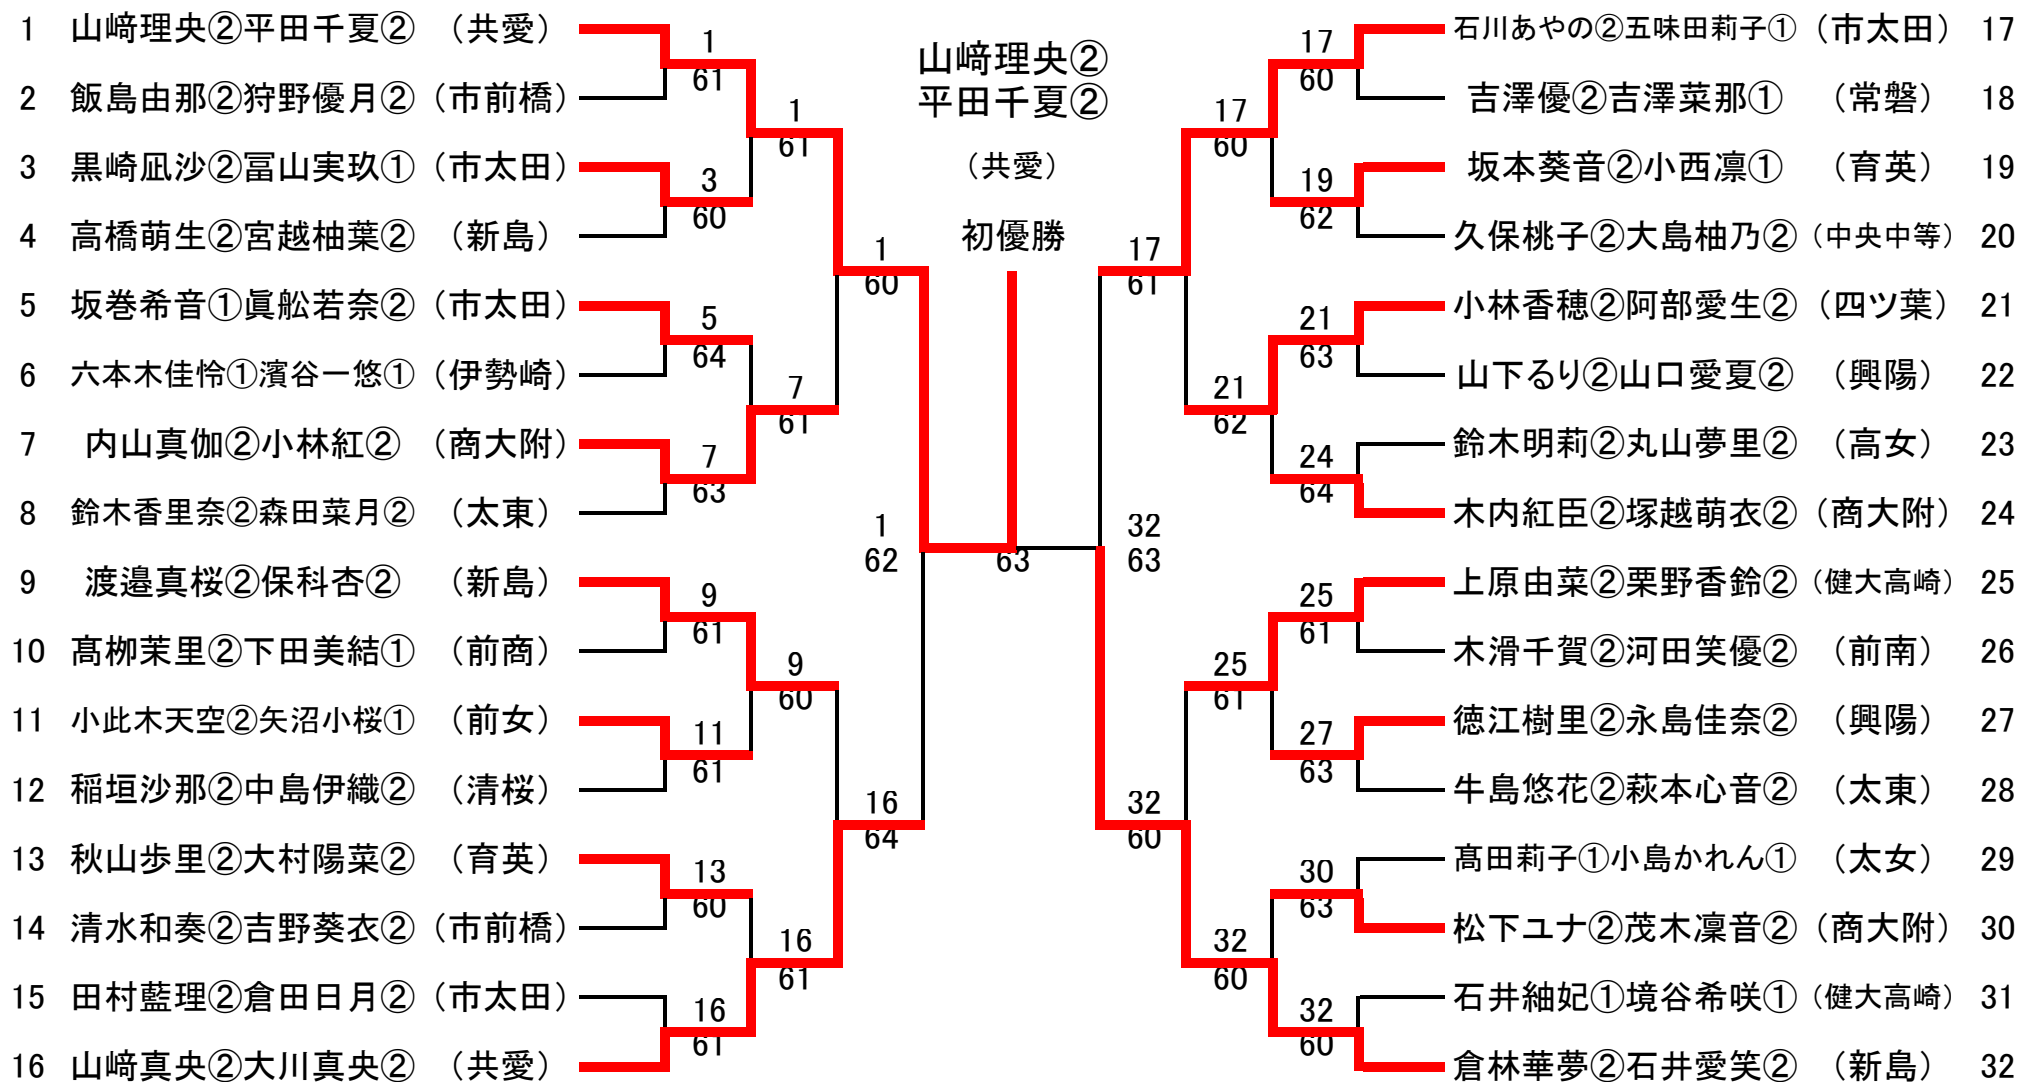 1 山﨑理央②平田千夏② （共愛）
2 飯島由那②狩野優月② （市前橋）
3 黒崎凪沙②冨山実玖① （市太田）
4 高橋萌生②宮越柚葉② （新島）
5 坂巻希音①眞舩若奈② （市太田）
6 六本木佳怜①濱谷一悠① （伊勢崎）
7 内山真伽②小林紅② （商大附）
8 鈴木香里奈②森田菜月② （太東）
9 渡邉真桜②保科杏② （新島）
10 髙栁茉里②下田美結① （前商）
11 小此木天空②矢沼小桜① （前女）
12 稲垣沙那②中島伊織② （清桜）
13 秋山歩里②大村陽菜② （育英）
14 清水和奏②吉野葵衣② （市前橋）
15 田村藍理②倉田日月② （市太田）
16 山﨑真央②大川真央② （共愛）
1
61
3
60
5
64
7
63
9
61
11
61
13
60
16
61
1
61
7
61
9
60
16
61
1
60
16
64
1
62
山﨑理央②
平田千夏②
（共愛）
初優勝
63
32
63
17
61
32
60
17
60
21
62
25
61
32
60
17
60
19
62
21
63
24
64
25
61
27
63
30
63
32
60
石川あやの②五味田莉子① （市太田） 17
吉澤優②吉澤菜那① （常磐） 18
坂本葵音②小西凛① （育英） 19
久保桃子②大島柚乃② （中央中等） 20
小林香穂②阿部愛生② （四ツ葉） 21
山下るり②山口愛夏② （興陽） 22
鈴木明莉②丸山夢里② （高女） 23
木内紅臣②塚越萌衣② （商大附） 24
上原由菜②栗野香鈴② （健大高崎） 25
木滑千賀②河田笑優② （前南） 26
徳江樹里②永島佳奈② （興陽） 27
牛島悠花②萩本心音② （太東） 28
髙田莉子①小島かれん① （太女） 29
松下ユナ②茂木凜音② （商大附） 30
石井紬妃①境谷希咲① （健大高崎） 31
倉林華夢②石井愛笑② （新島） 32